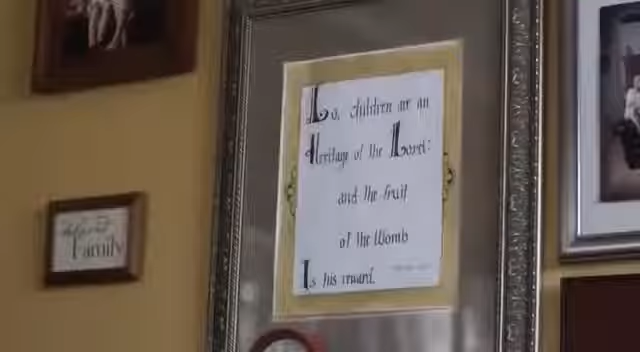 Lo, children are an
Heritage of the Lord:
and the fruit
of the Womb
Is his reward.
Family